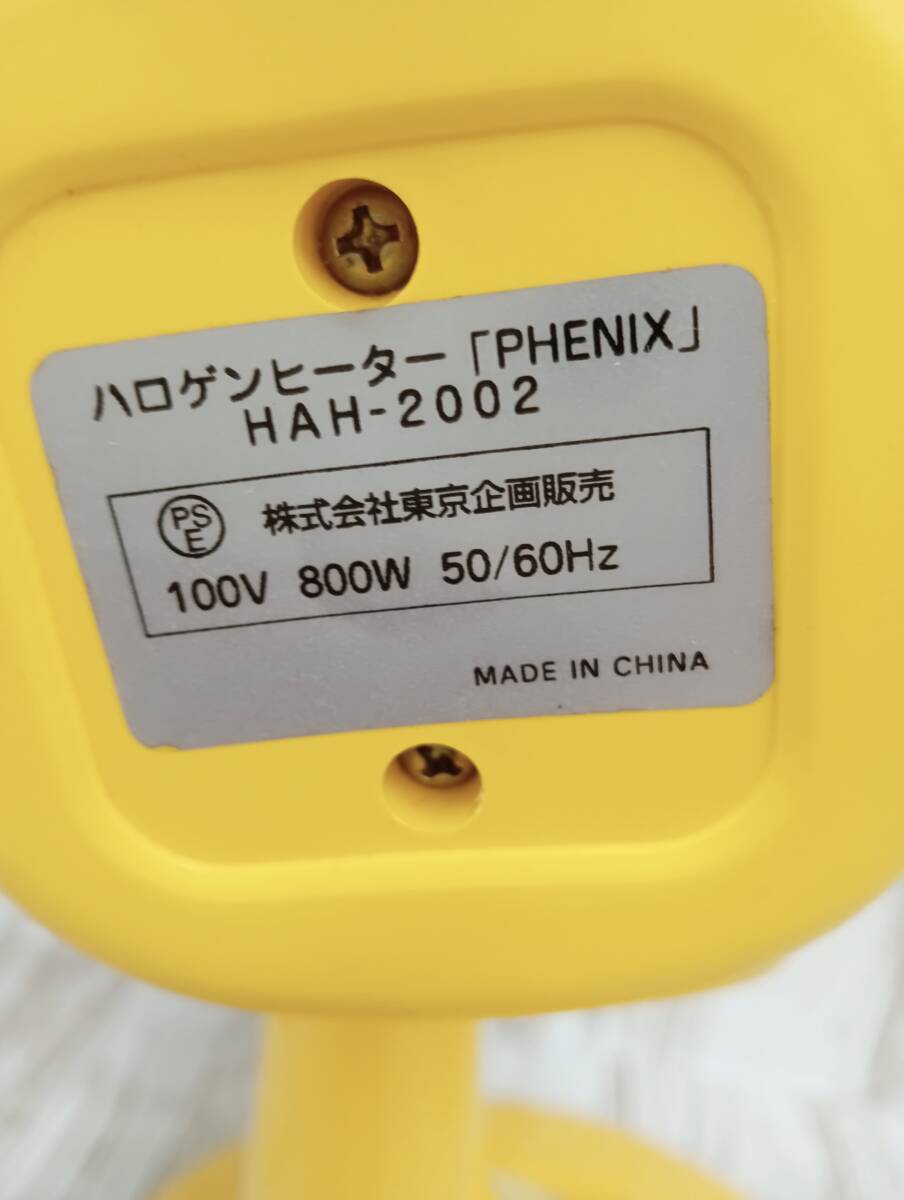 ハロゲンヒーター「PHENIX」
HAH-2002
PSE 株式会社東京企画販売
100V 800W 50/60Hz
MADE IN CHINA